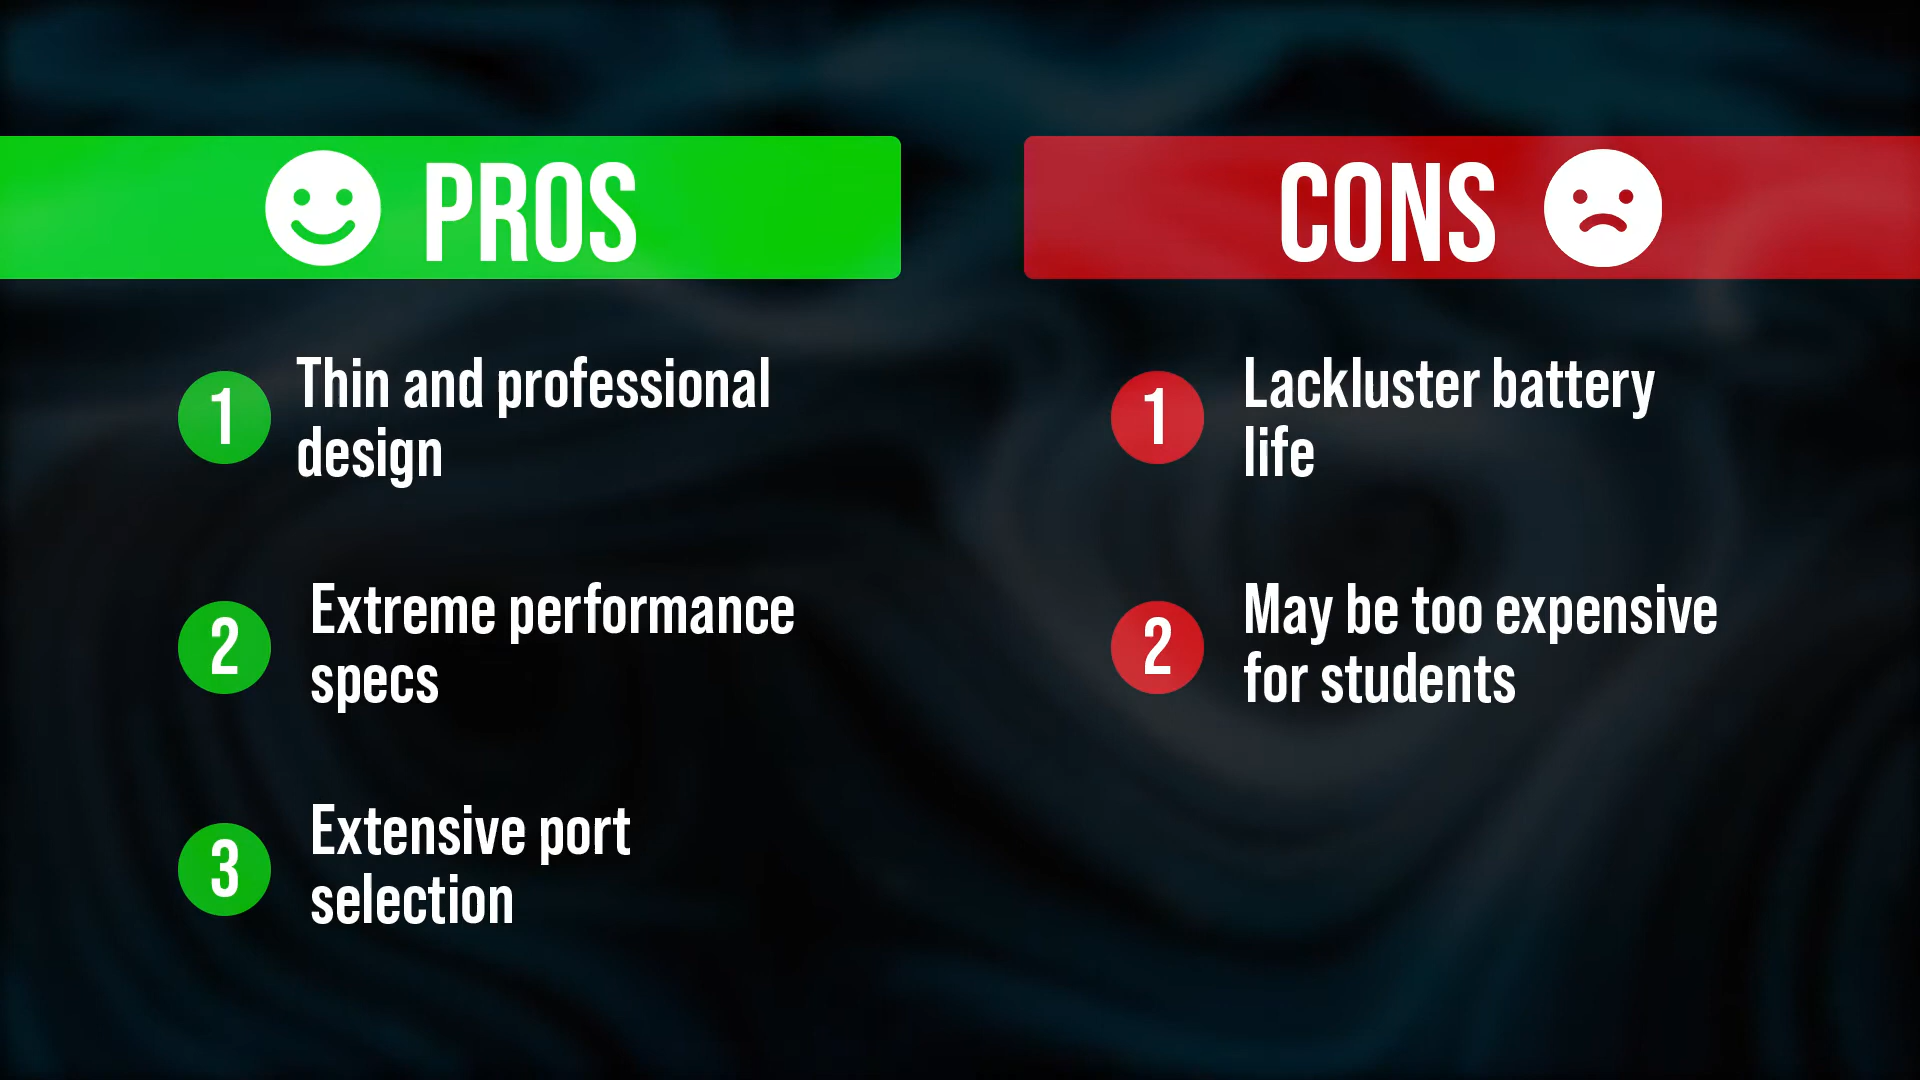 PROS
1
Thin and professional
design
2
Extreme performance
specs
3
Extensive port
selection
CONS
1
Lackluster battery
life
2
May be too expensive
for students